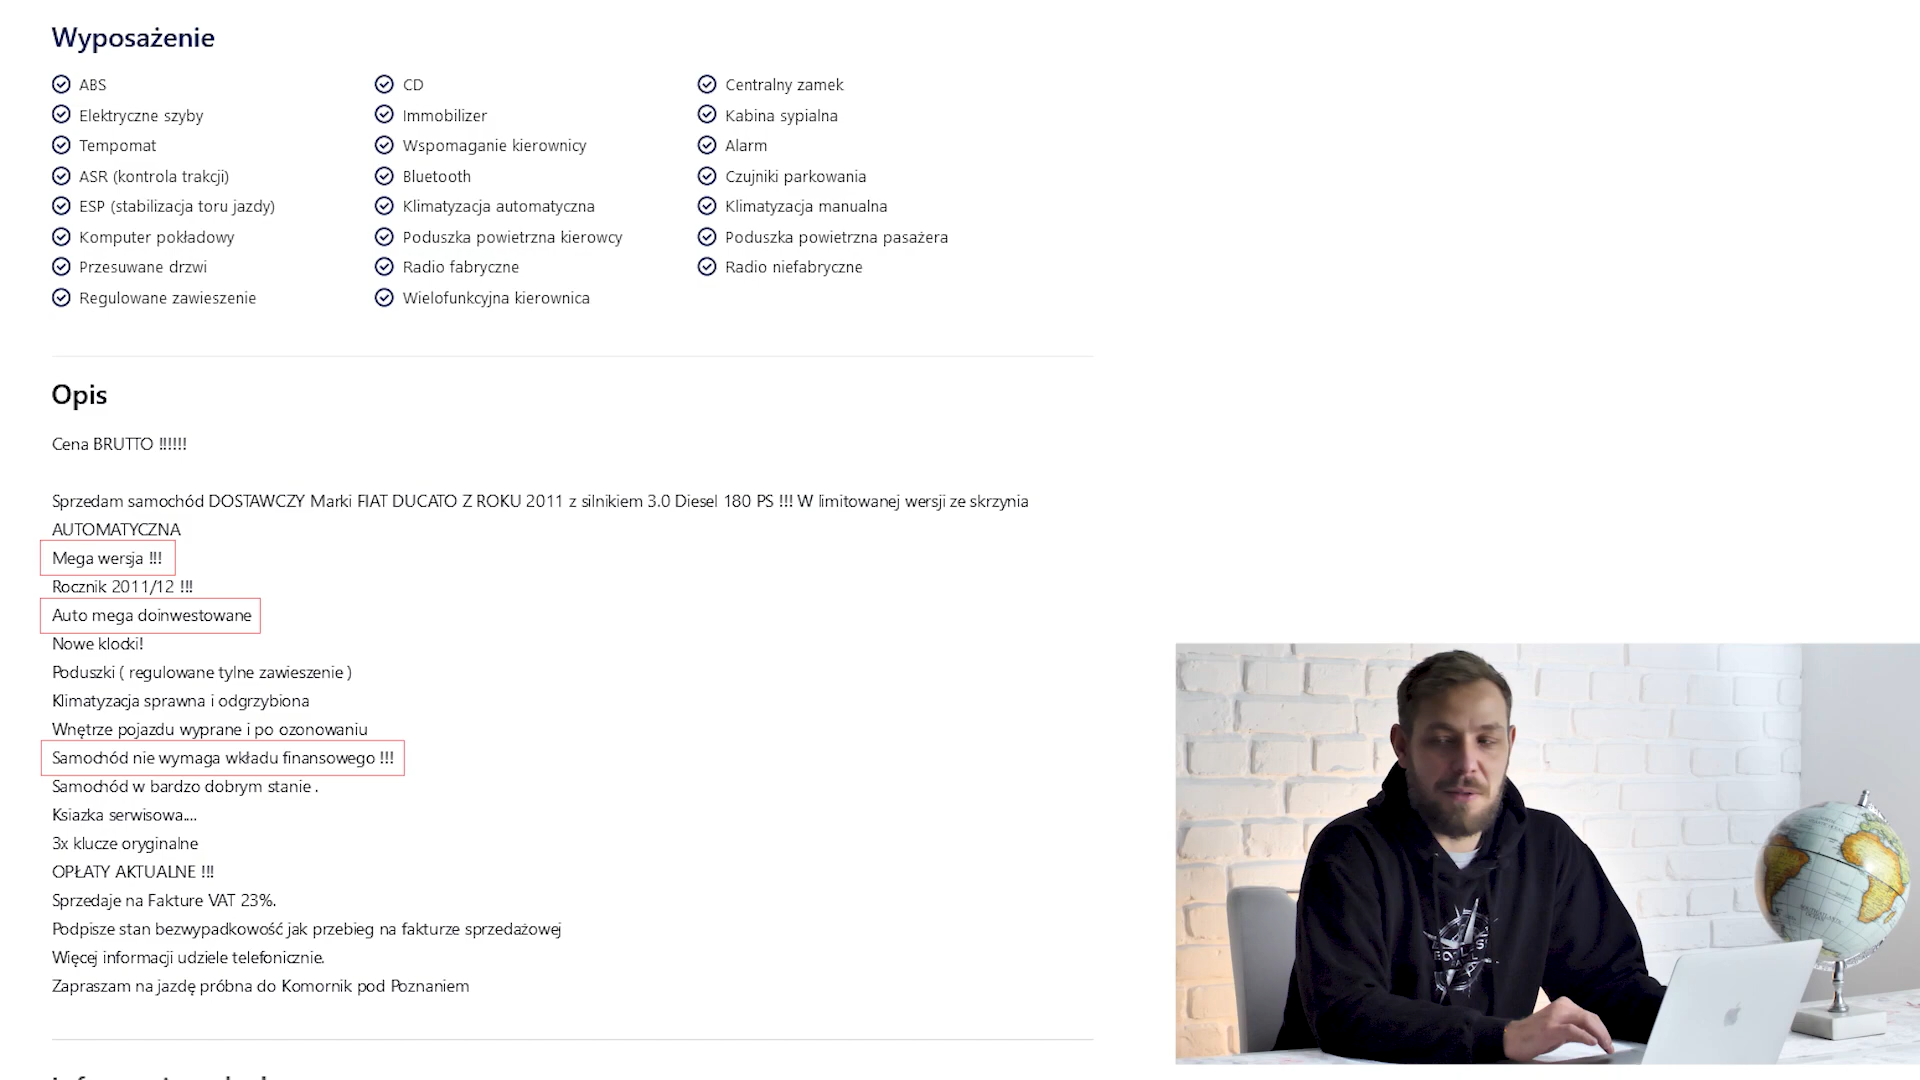 Wyposażenie
ABS
CD
Centralny zamek
Elektryczne szyby
Immobilizer
Kabina sypialna
Tempomat
Wspomaganie kierownicy
Alarm
ASR (kontrola trakcji)
Bluetooth
Czujniki parkowania
ESP (stabilizacja toru jazdy)
Klimatyzacja automatyczna
Klimatyzacja manualna
Komputer pokładowy
Poduszka powietrzna kierowcy
Poduszka powietrzna pasażera
Przesuwane drzwi
Radio fabryczne
Radio niefabryczne
Regulowane zawieszenie
Wielofunkcyjna kierownica
Opis
Cena BRUTTO !!!!!!
Sprzedam samochód DOSTAWCZY Marki FIAT DUCATO Z ROKU 2011 z silnikiem 3.0 Diesel 180 PS !!! W limitowanej wersji ze skrzynia
AUTOMATYCZNA
Mega wersja !!!
Rocznik 2011/12 !!!
Auto mega doinwestowane
Nowe klocki!
Poduszki ( regulowane tylne zawieszenie )
Klimatyzacja sprawna i odgrzybiona
Wnętrze pojazdu wyprane i po ozonowaniu
Samochód nie wymaga wkładu finansowego !!!
Samochód w bardzo dobrym stanie .
Ksiazka serwisowa....
3x klucze oryginalne
OPŁATY AKTUALNE !!!
Sprzedaje na Fakture VAT 23%.
Podpisze stan bezwypadkowość jak przebieg na fakturze sprzedażowej
Więcej informacji udziele telefonicznie.
Zapraszam na jazdę próbna do Komornik pod Poznaniem